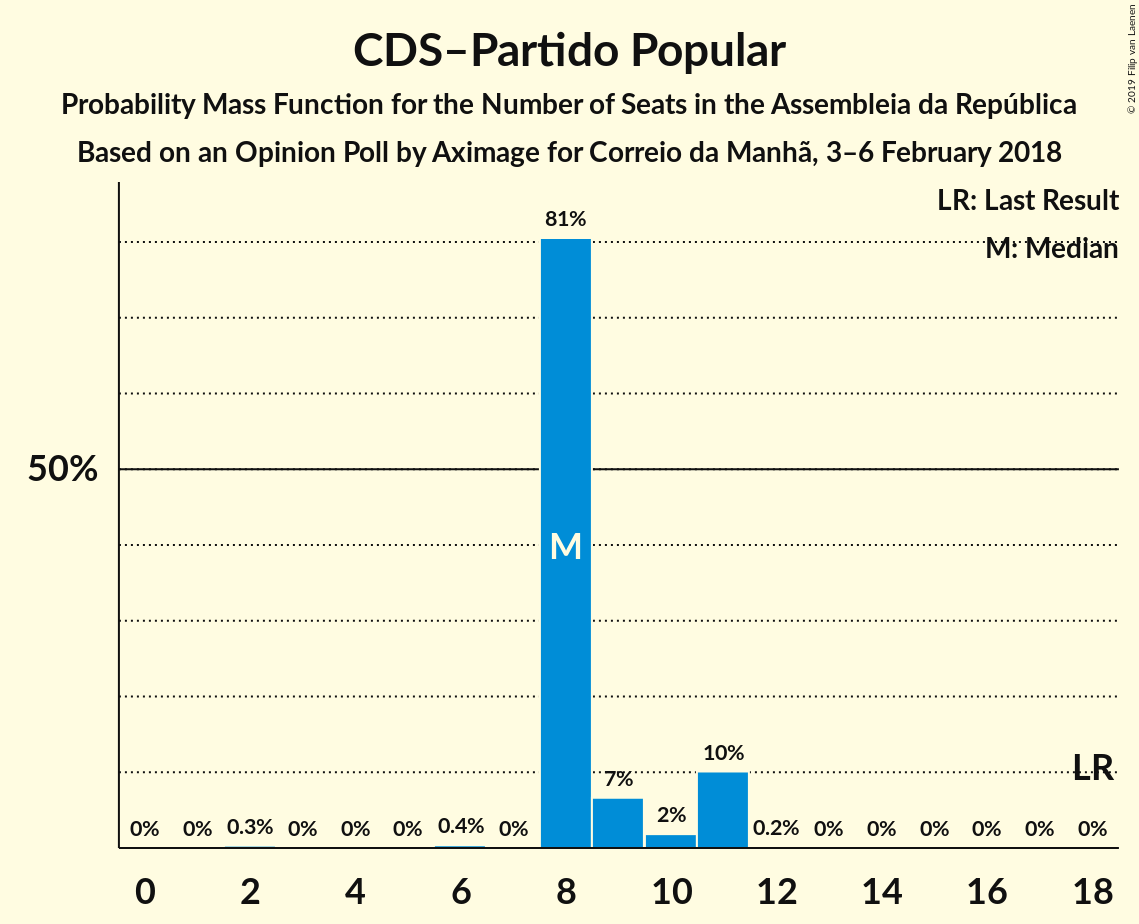 CDS–Partido Popular
Probability Mass Function for the Number of Seats in the Assembleia da República
Based on an Opinion Poll by Aximage for Correio da Manhã, 3–6 February 2018
© 2019 Filip van Laenen
LR: Last Result
M: Median
81%
50%
M
10%
LR
7%
2%
0% 0% 0.3% 0% 0% 0% 0.4% 0% 0.2% 0% 0% 0% 0% 0% 0%
0 2 4 6 8 10 12 14 16 18